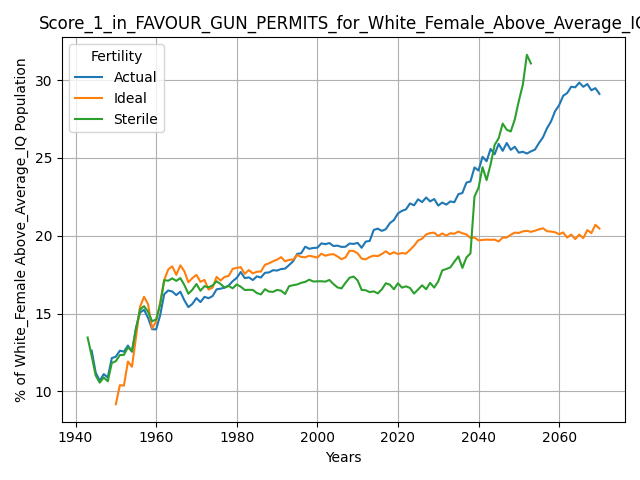 Score_1_in_FAVOUR_GUN_PERMITS_for_White_Female_Above_Average_IQ
Fertility
Actual
Ideal
Sterile
% of White_Female Above_Average_IQ Population
30
25
20
15
10
1940
1960
1980
2000
2020
2040
2060
Years